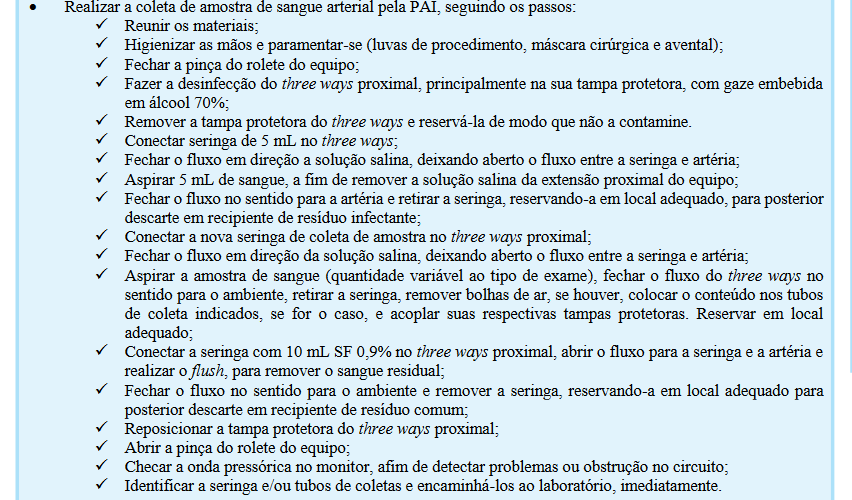 • Realizar a coleta de amostra de sangue arterial pela PAI, seguindo os passos:
✓ Reunir os materiais;
✓ Higienizar as mãos e paramentar-se (luvas de procedimento, máscara cirúrgica e avental);
✓ Fechar a pinça do rolete do equipo;
✓ Fazer a desinfecção do three ways proximal, principalmente na sua tampa protetora, com gaze embebida
em álcool 70%;
✓ Remover a tampa protetora do three ways e reservá-la de modo que não a contamine.
✓ Conectar seringa de 5 mL no three ways;
✓ Fechar o fluxo em direção a solução salina, deixando aberto o fluxo entre a seringa e artéria;
✓ Aspirar 5 mL de sangue, a fim de remover a solução salina da extensão proximal do equipo;
✓ Fechar o fluxo no sentido para a artéria e retirar a seringa, reservando-a em local adequado, para posterior
descarte em recipiente de resíduo infectante;
✓ Conectar a nova seringa de coleta de amostra no three ways proximal;
✓ Fechar o fluxo em direção da solução salina, deixando aberto o fluxo entre a seringa e artéria;
✓ Aspirar a amostra de sangue (quantidade variável ao tipo de exame), fechar o fluxo do three ways no
sentido para o ambiente, retirar a seringa, remover bolhas de ar, se houver, colocar o conteúdo nos tubos
de coleta indicados, se for o caso, e acoplar suas respectivas tampas protetoras. Reservar em local
adequado;
✓ Conectar a seringa com 10 mL SF 0,9% no three ways proximal, abrir o fluxo para a seringa e a artéria e
realizar o flush, para remover o sangue residual;
✓ Fechar o fluxo no sentido para o ambiente e remover a seringa, reservando-a em local adequado para
posterior descarte em recipiente de resíduo comum;
✓ Reposicionar a tampa protetora do three ways proximal;
✓ Abrir a pinça do rolete do equipo;
✓ Checar a onda pressórica no monitor, afim de detectar problemas ou obstrução no circuito;
✓ Identificar a seringa e/ou tubos de coletas e encaminhá-los ao laboratório, imediatamente.